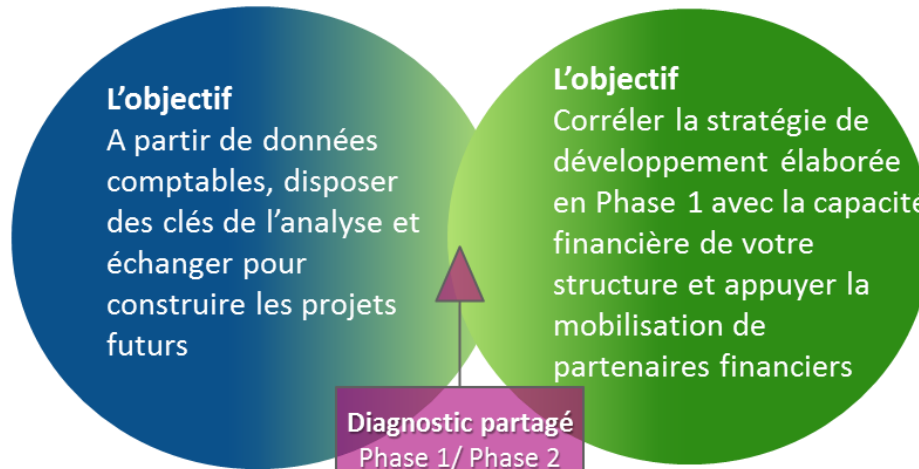 L'objectif
A partir de données
comptables, disposer
des clés de l'analyse et
échanger pour
construire les projets
futurs
L'objectif
Corréler la stratégie de
développement élaborée
en Phase 1 avec la capacité
financière de votre
structure et appuyer la
mobilisation de
partenaires financiers
Diagnostic partagé
Phase 1/ Phase 2